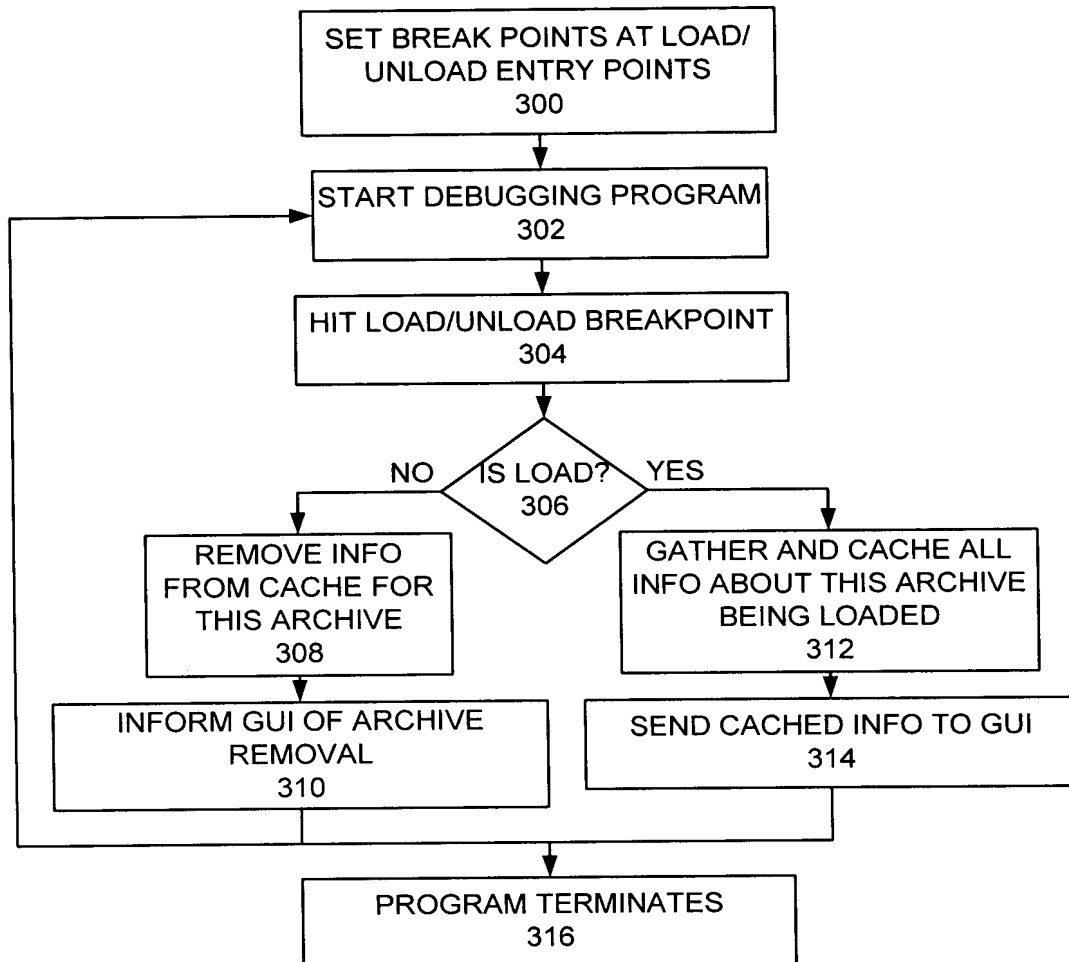 SET BREAK POINTS AT LOAD/
UNLOAD ENTRY POINTS
300
START DEBUGGING PROGRAM
302
HIT LOAD/UNLOAD BREAKPOINT
304
NO
IS LOAD?
YES
306
REMOVE INFO
FROM CACHE FOR
THIS ARCHIVE
308
GATHER AND CACHE ALL
INFO ABOUT THIS ARCHIVE
BEING LOADED
312
INFORM GUI OF ARCHIVE
REMOVAL
310
SEND CACHED INFO TO GUI
314
PROGRAM TERMINATES
316